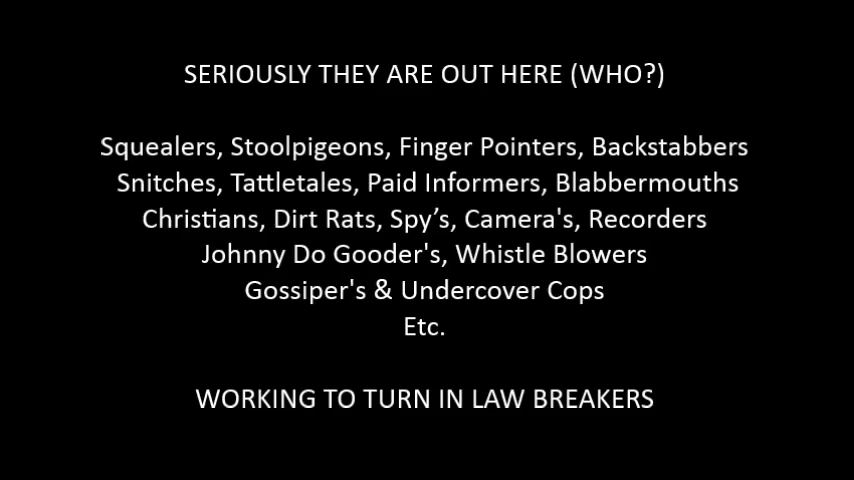 SERIOUSLY THEY ARE OUT HERE (WHO?)
Squealers, Stoolpigeons, Finger Pointers, Backstabbers
Snitches, Tattletales, Paid Informers, Blabbermouths
Christians, Dirt Rats, Spy’s, Camera's, Recorders
Johnny Do Gooder's, Whistle Blowers
Gossiper's & Undercover Cops
Etc.
WORKING TO TURN IN LAW BREAKERS